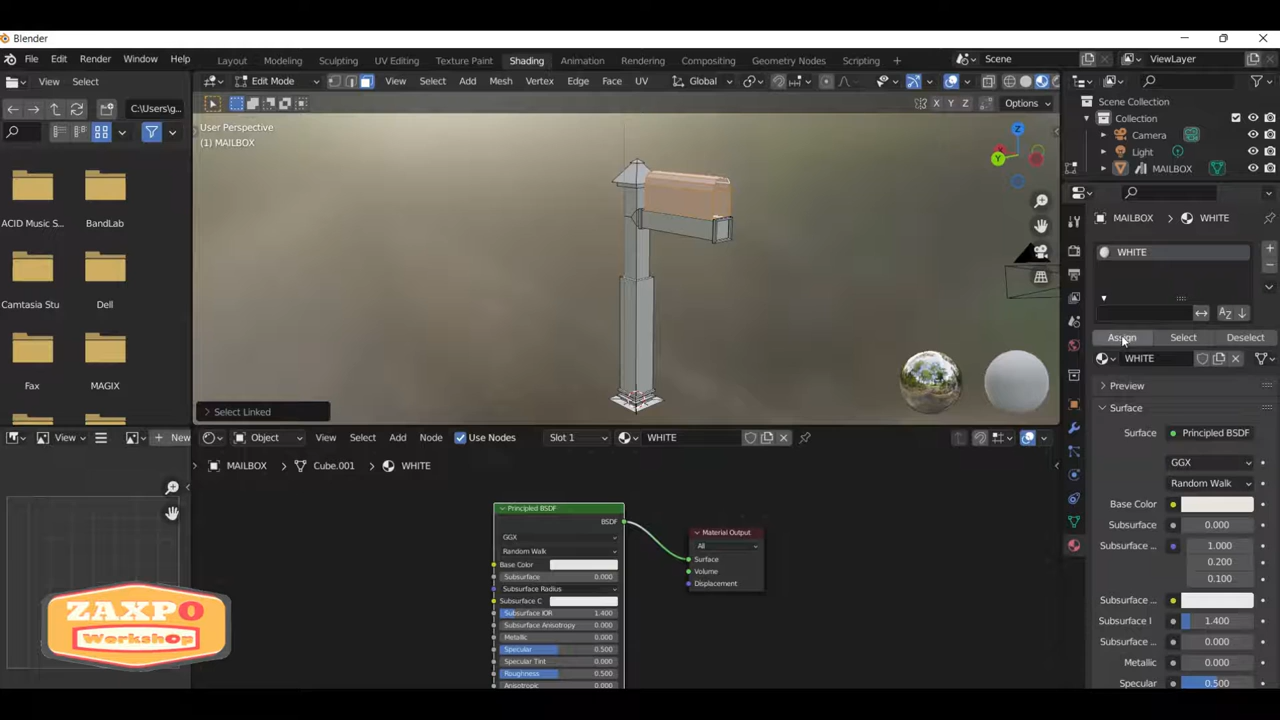 Blender
File Edit Render Window Help Layout Modeling Sculpting UV Editing Texture Paint Shading Animation Rendering Compositing Geometry Nodes Scripting Scene ViewLayer
View Select Edit Mode View Select Add Mesh Vertex Edge Face UV Global
C:\Users\g...
Options
X Y Z
User Perspective
(1) MAILBOX
Scene Collection
Collection
Camera
Light
MAILBOX
ACID Music S...
BandLab
Camtasia Stu
Dell
Fax
MAGIX
Z
Y
MAILBOX WHITE
WHITE
Assign Select Deselect
WHITE
Preview
Surface
Surface Principled BSDF
GGX
Random Walk
Base Color
Subsurface 0.000
Subsurface ... 1.000
0.200
0.100
Subsurface ...
Subsurface I 1.400
Subsurface ... 0.000
Metallic 0.000
Specular 0.500
Select Linked
View New Object View Select Add Node Use Nodes Slot 1 WHITE
MAILBOX Cube.001 WHITE
Principled BSDF
BSDF
GGX
Random Walk
Base Color
Subsurface 0.000
Subsurface Radius
Subsurface C
Subsurface IOR 1.400
Subsurface Anisotropy 0.000
Metallic 0.000
Specular 0.500
Specular Tint 0.000
Roughness 0.500
Anisotropic 0.000
Material Output
All
Surface
Volume
Displacement
ZAXPO
Workshop